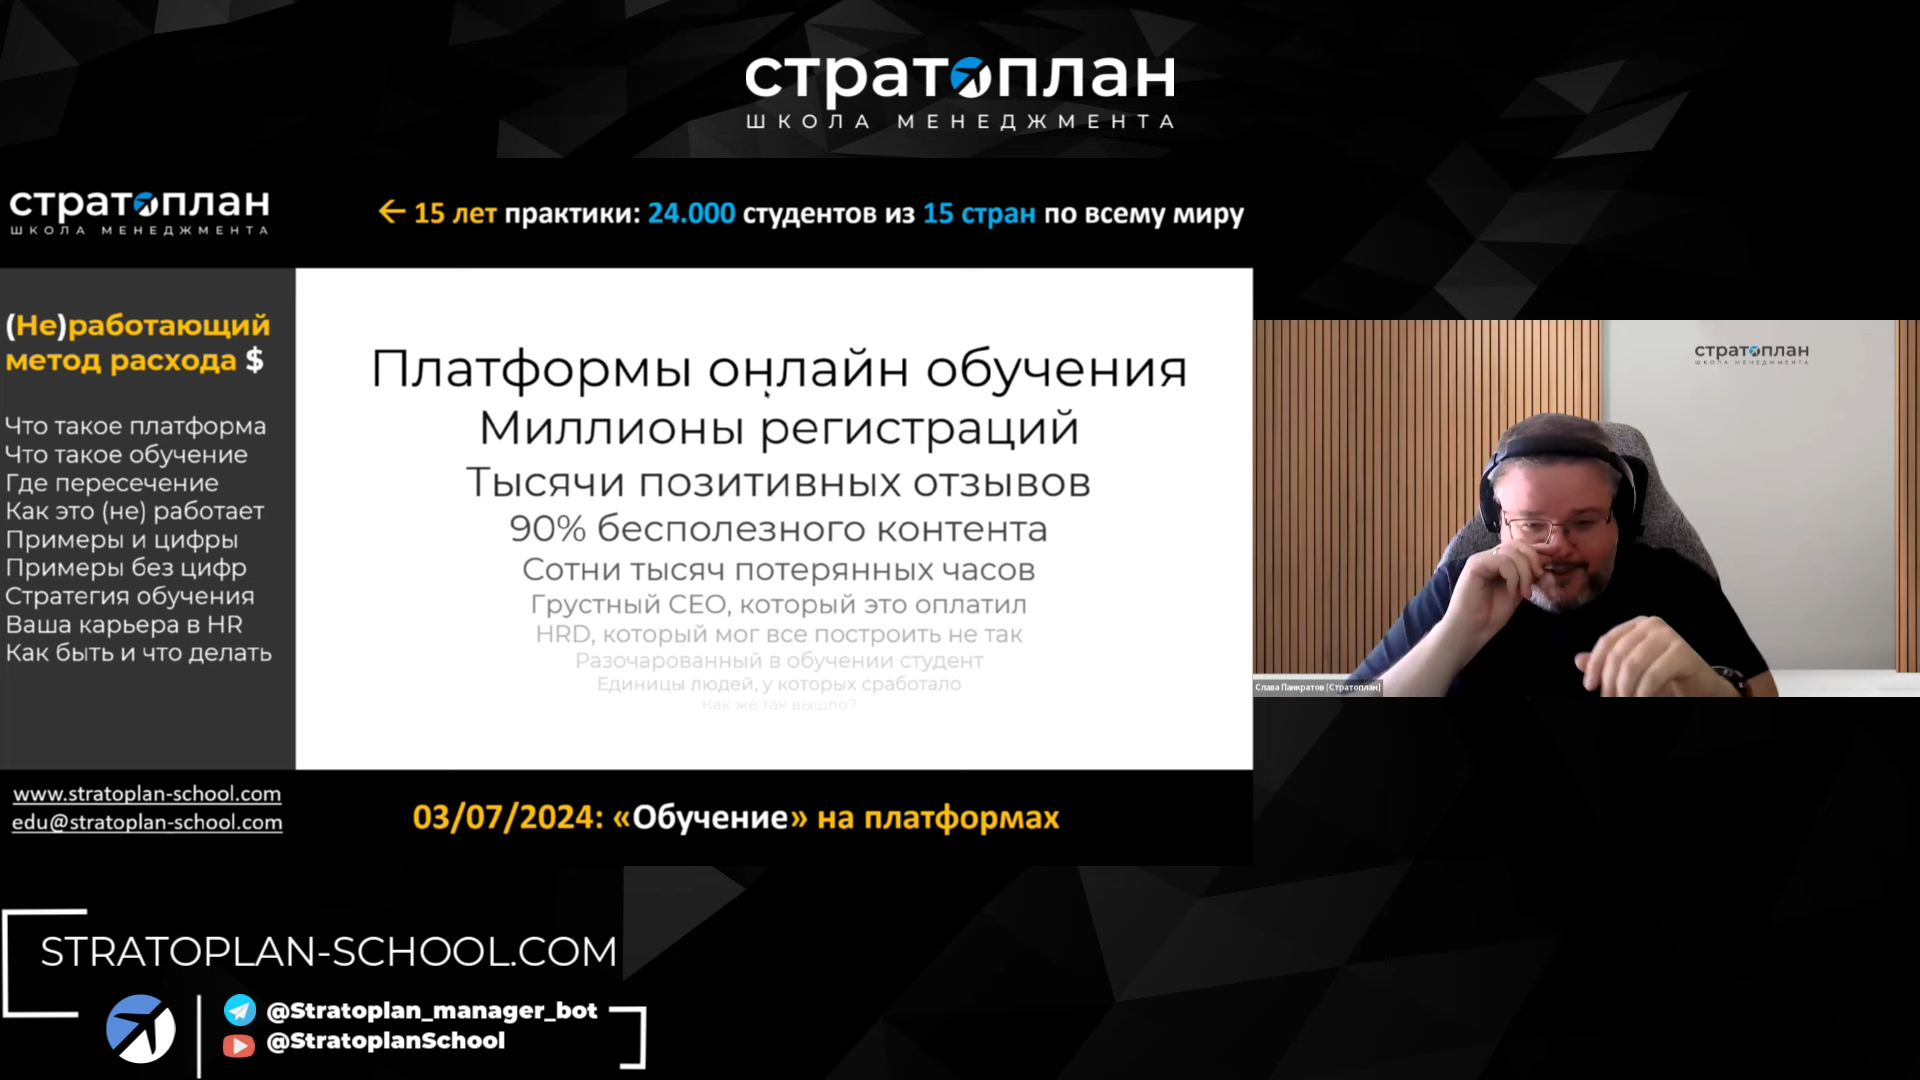 стратоплан
ШКОЛА МЕНЕДЖМЕНТА
стратоплан
ШКОЛА МЕНЕДЖМЕНТА
← 15 лет практики: 24.000 студентов из 15 стран по всему миру
(Не)работающий
метод расхода $
Что такое платформа
Что такое обучение
Где пересечение
Как это (не) работает
Примеры и цифры
Примеры без цифр
Стратегия обучения
Ваша карьера в HR
Как быть и что делать
Платформы онлайн обучения
Миллионы регистраций
Тысячи позитивных отзывов
90% бесполезного контента
Сотни тысяч потерянных часов
Грустный CEO, который это оплатил
HRD, который мог все построить не так
Разочарованный в обучении студент
Единицы людей, у которых сработало
Как же так вышло?
стратоплан
ШКОЛА МЕНЕДЖМЕНТА
Слава Панкратов [Стратоплан]
www.stratoplan-school.com
edu@stratoplan-school.com
03/07/2024: «Обучение» на платформах
STRATOPLAN-SCHOOL.COM
@Stratoplan_manager_bot
@StratoplanSchool